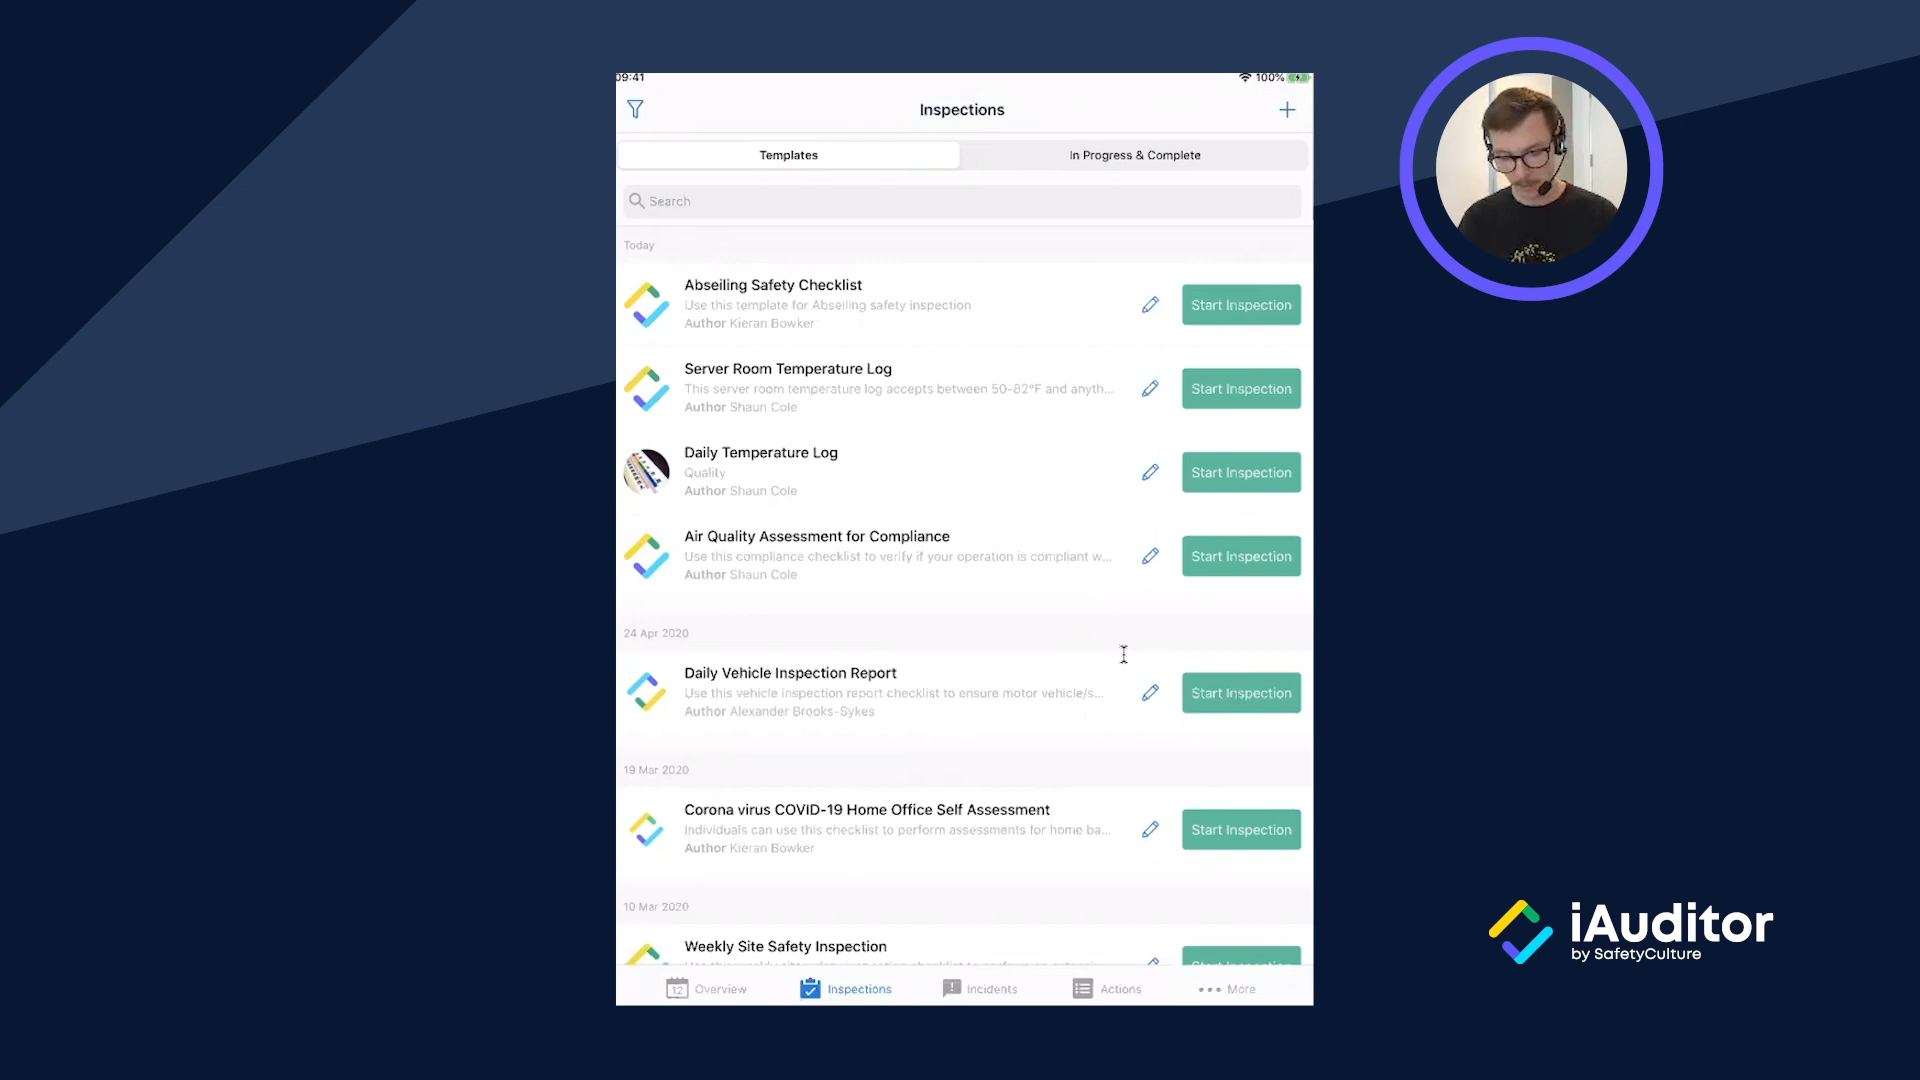 09:41
100%
Inspections
Templates
In Progress & Complete
Search
Today
Abseiling Safety Checklist
Use this template for Abseiling safety inspection
Author Kieran Bowker
Start Inspection
Server Room Temperature Log
This server room temperature log accepts between 50-82°F and anyth...
Author Shaun Cole
Start Inspection
Daily Temperature Log
Quality
Author Shaun Cole
Start Inspection
Air Quality Assessment for Compliance
Use this compliance checklist to verify if your operation is compliant w...
Author Shaun Cole
Start Inspection
24 Apr 2020
Daily Vehicle Inspection Report
Use this vehicle inspection report checklist to ensure motor vehicle/s...
Author Alexander Brooks-Sykes
Start Inspection
19 Mar 2020
Corona virus COVID-19 Home Office Self Assessment
Individuals can use this checklist to perform assessments for home ba...
Author Kieran Bowker
Start Inspection
10 Mar 2020
Weekly Site Safety Inspection
12 Overview
Inspections
Incidents
Actions
More
iAuditor
by SafetyCulture